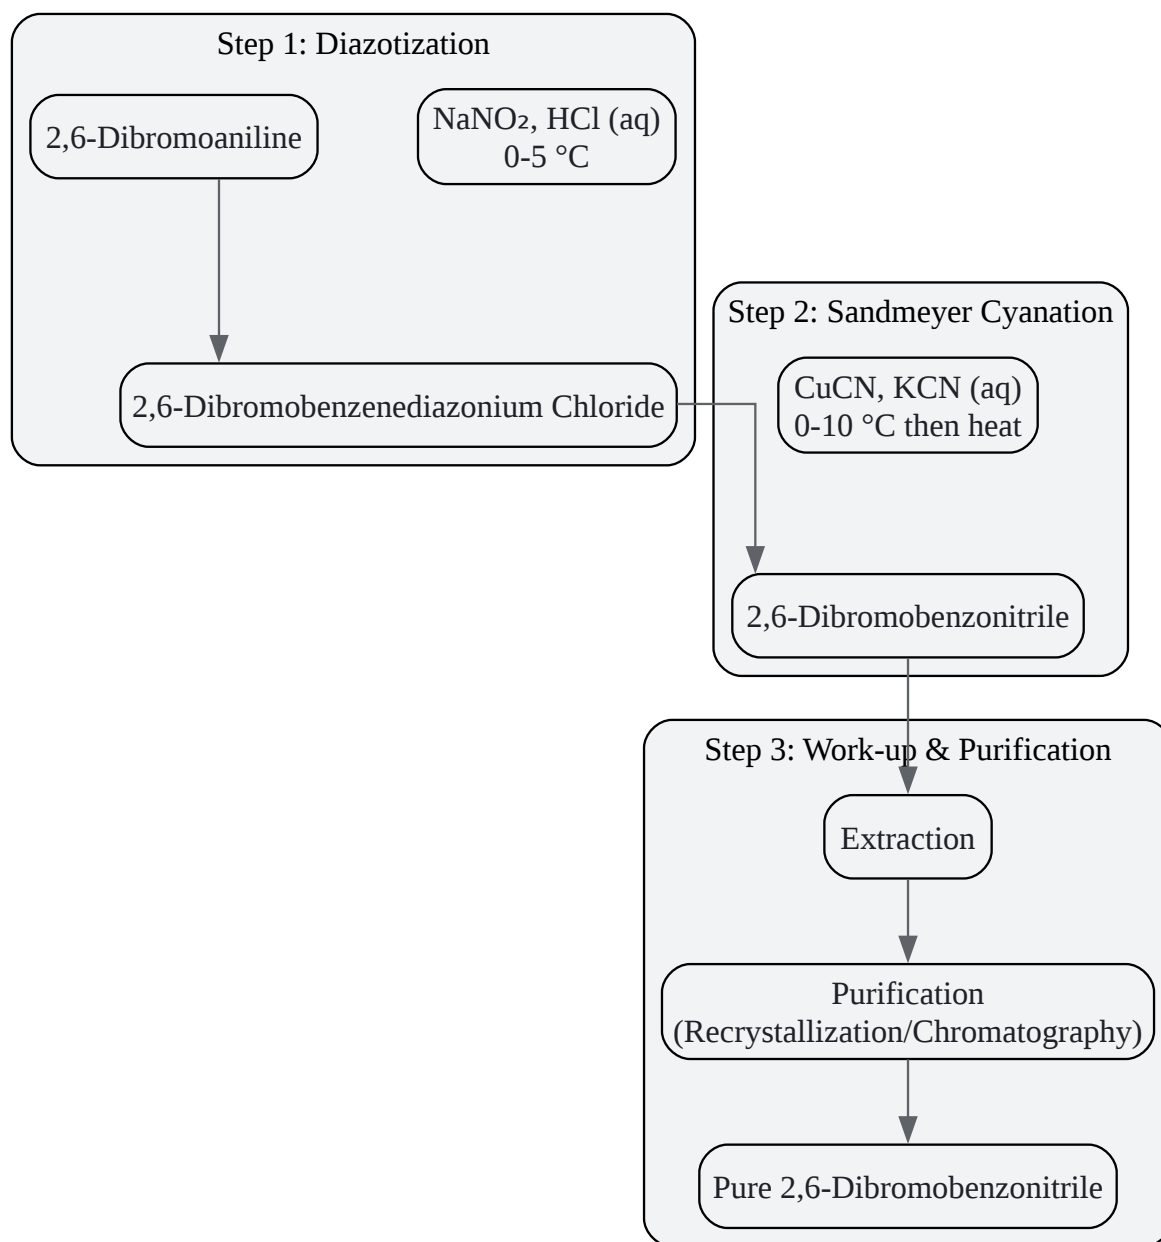 Step 1: Diazotization
2,6-Dibromoaniline
NaNO₂, HCl (aq)
0-5 °C
2,6-Dibromobenzenediazonium Chloride
Step 2: Sandmeyer Cyanation
CuCN, KCN (aq)
0-10 °C then heat
2,6-Dibromobenzonitrile
Step 3: Work-up & Purification
Extraction
Purification
(Recrystallization/Chromatography)
Pure 2,6-Dibromobenzonitrile